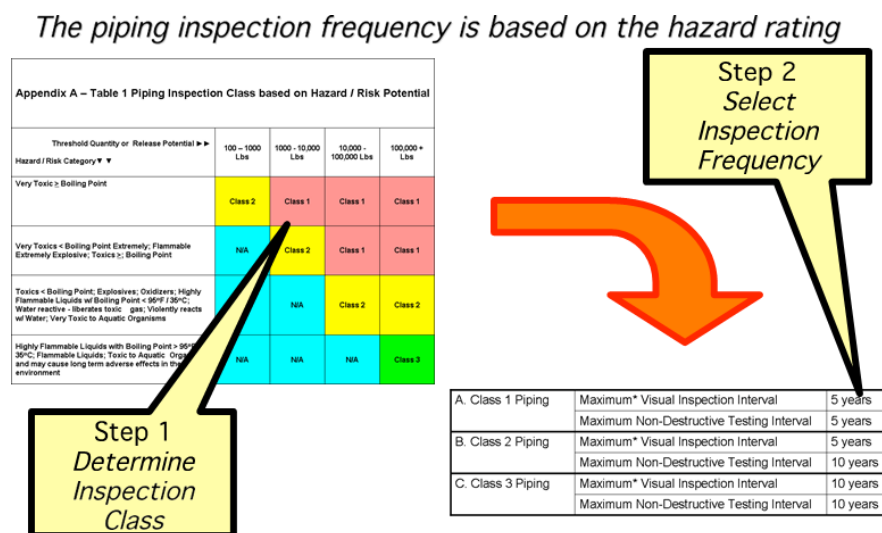 The piping inspection frequency is based on the hazard rating
Appendix A – Table 1 Piping Inspection Class based on Hazard / Risk Potential
Threshold Quantity or Release Potential ►►
Hazard / Risk Category▼ ▼
100 – 1000
Lbs
1000 - 10,000
Lbs
10,000 -
100,000 Lbs
100,000 +
Lbs
Very Toxic ≥ Boiling Point
Class 2
Class 1
Class 1
Class 1
Very Toxics < Boiling Point Extremely; Flammable
Extremely Explosive; Toxics ≥; Boiling Point
N/A
Class 2
Class 1
Class 1
Toxics < Boiling Point; Explosives; Oxidizers; Highly
Flammable Liquids w/ Boiling Point < 95ºF / 35ºC;
Water reactive - liberates toxic gas; Violently reacts
w/ Water; Very Toxic to Aquatic Organisms
N/A
Class 2
Class 2
Highly Flammable Liquids with Boiling Point > 95º
35ºC; Flammable Liquids; Toxic to Aquatic
and may cause long term adverse effects in the
environment
N/A
N/A
N/A
Class 3
Step 1
Determine
Inspection
Class
Step 2
Select
Inspection
Frequency
A. Class 1 Piping
Maximum* Visual Inspection Interval
5 years
Maximum Non-Destructive Testing Interval
5 years
B. Class 2 Piping
Maximum* Visual Inspection Interval
5 years
Maximum Non-Destructive Testing Interval
10 years
C. Class 3 Piping
Maximum* Visual Inspection Interval
10 years
Maximum Non-Destructive Testing Interval
10 years